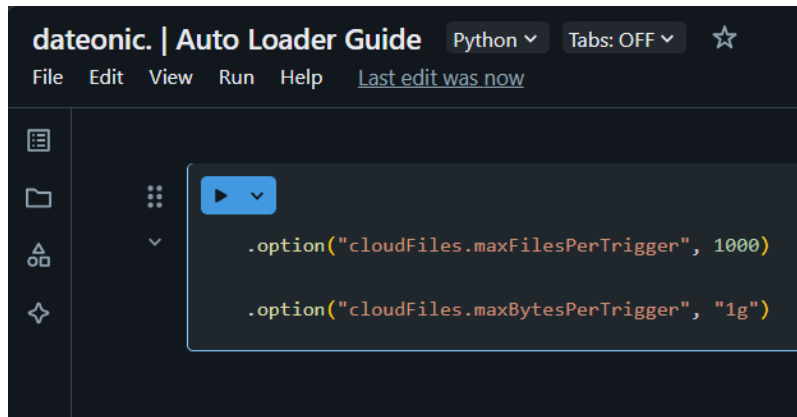 dateonic. | Auto Loader Guide Python Tabs: OFF
File Edit View Run Help Last edit was now
.option("cloudFiles.maxFilesPerTrigger", 1000)
.option("cloudFiles.maxBytesPerTrigger", "1g")